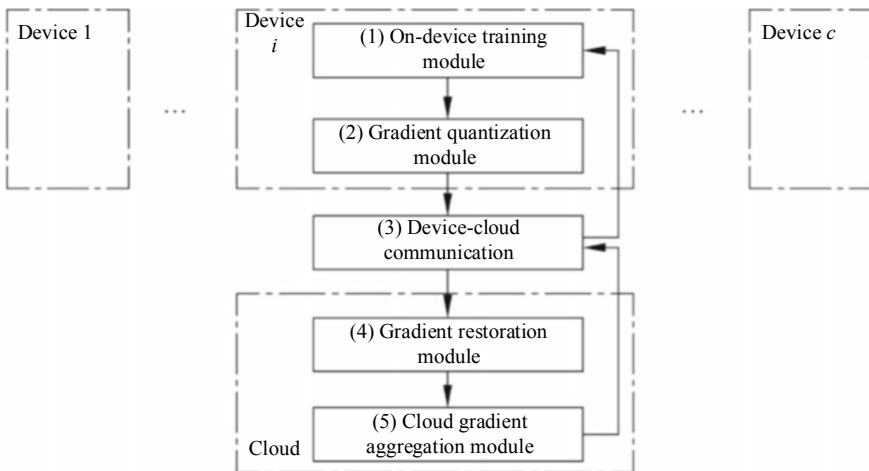 Device 1
Device
i
(1) On-device training
module
Device c
...
...
(2) Gradient quantization
module
(3) Device-cloud
communication
(4) Gradient restoration
module
(5) Cloud gradient
aggregation module
Cloud